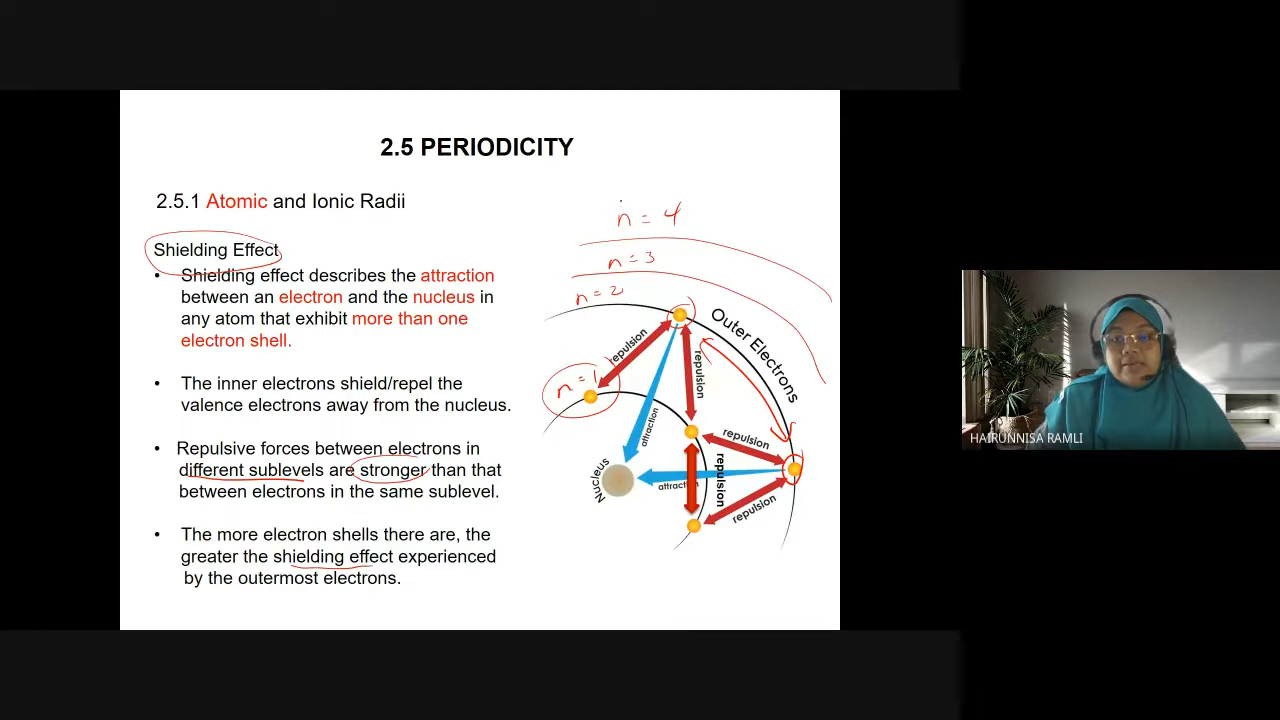 2.5 PERIODICITY
2.5.1 Atomic and Ionic Radii
Shielding Effect
• Shielding effect describes the attraction
between an electron and the nucleus in
any atom that exhibit more than one
electron shell.
• The inner electrons shield/repel the
valence electrons away from the nucleus.
• Repulsive forces between electrons in
different sublevels are stronger than that
between electrons in the same sublevel.
• The more electron shells there are, the
greater the shielding effect experienced
by the outermost electrons.
n = 4
n = 3
n = 2
n = 1
Outer Electrons
repulsion
repulsion
attraction
repulsion
attraction
repulsion
repulsion
Nucleus
HAIRUNNISA RAMLI